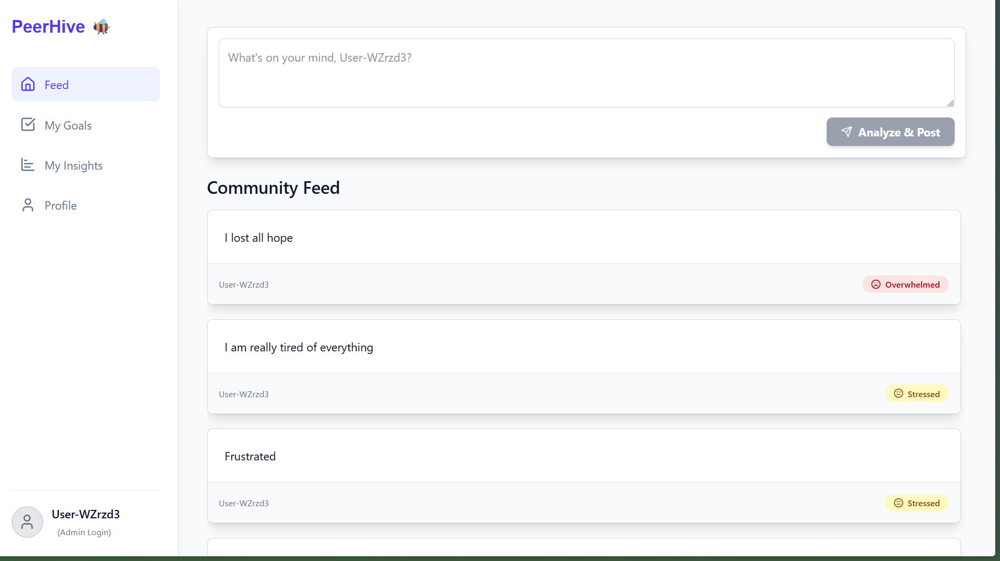 PeerHive
Feed
My Goals
My Insights
Profile
User-WZrzd3
(Admin Login)
What's on your mind, User-WZrzd3?
Analyze & Post
Community Feed
I lost all hope
User-WZrzd3
Overwhelmed
I am really tired of everything
User-WZrzd3
Stressed
Frustrated
User-WZrzd3
Stressed